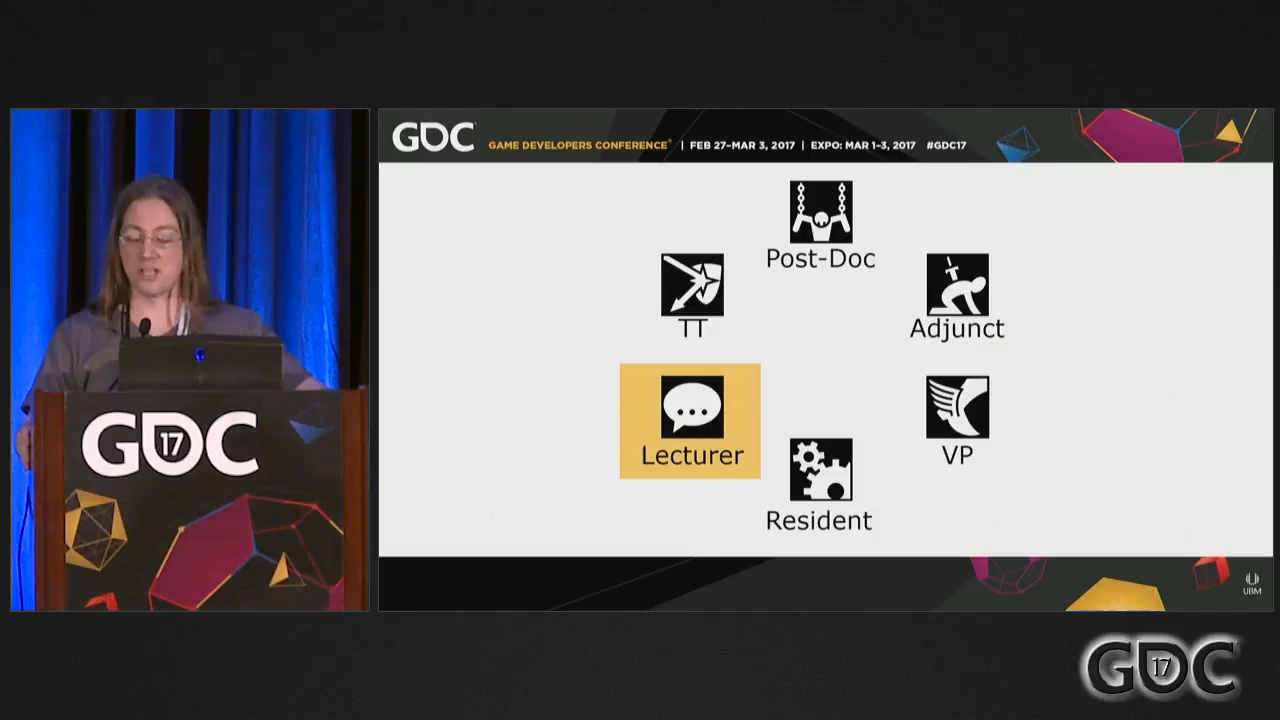 GDC GAME DEVELOPERS CONFERENCE® | FEB 27–MAR 3, 2017 | EXPO: MAR 1–3, 2017 #GDC17
Post-Doc
TT
Adjunct
Lecturer
VP
Resident
GDC 17
UBM
GDC 17